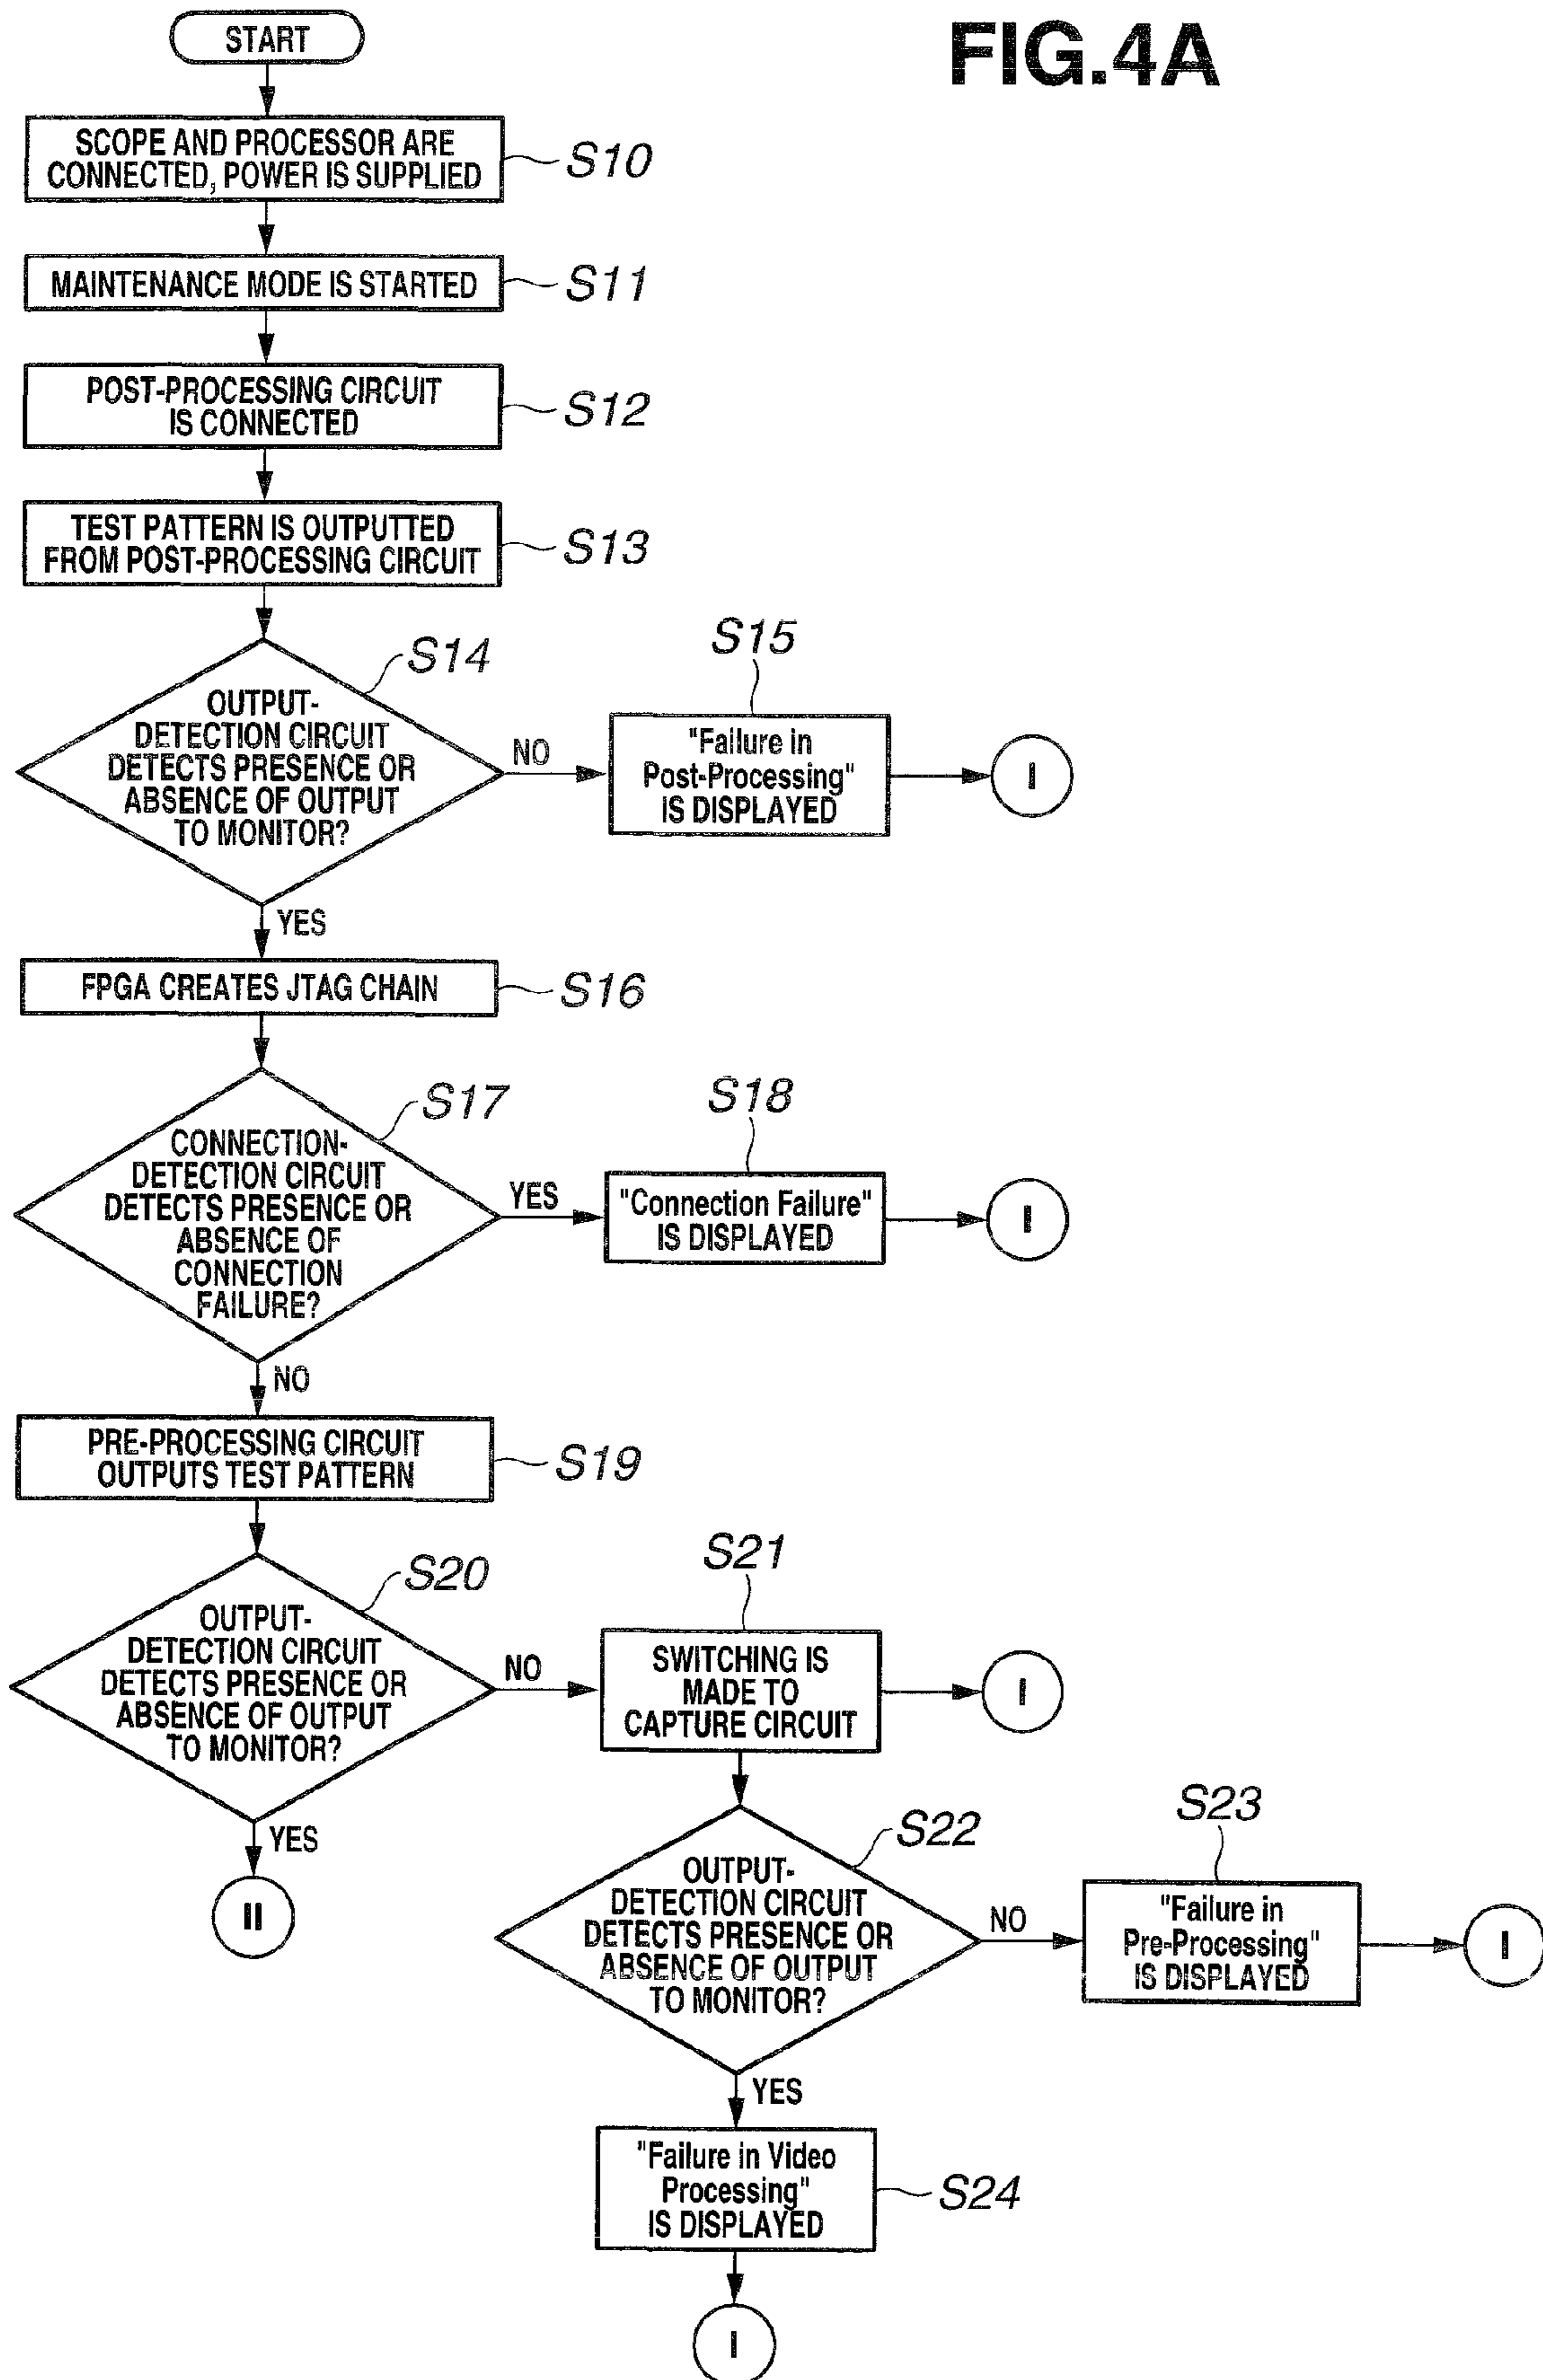 FIG.4A
START
SCOPE AND PROCESSOR ARE
CONNECTED, POWER IS SUPPLIED
S10
MAINTENANCE MODE IS STARTED
S11
POST-PROCESSING CIRCUIT
IS CONNECTED
S12
TEST PATTERN IS OUTPUTTED
FROM POST-PROCESSING CIRCUIT
S13
S14
OUTPUT-
DETECTION CIRCUIT
DETECTS PRESENCE OR
ABSENCE OF OUTPUT
TO MONITOR?
NO
S15
"Failure in
Post-Processing"
IS DISPLAYED
I
YES
FPGA CREATES JTAG CHAIN
S16
S17
CONNECTION-
DETECTION CIRCUIT
DETECTS PRESENCE OR
ABSENCE OF
CONNECTION
FAILURE?
YES
S18
"Connection Failure"
IS DISPLAYED
I
NO
PRE-PROCESSING CIRCUIT
OUTPUTS TEST PATTERN
S19
S20
OUTPUT-
DETECTION CIRCUIT
DETECTS PRESENCE OR
ABSENCE OF OUTPUT
TO MONITOR?
NO
S21
SWITCHING IS
MADE TO
CAPTURE CIRCUIT
I
YES
II
S22
OUTPUT-
DETECTION CIRCUIT
DETECTS PRESENCE OR
ABSENCE OF OUTPUT
TO MONITOR?
NO
S23
"Failure in
Pre-Processing"
IS DISPLAYED
I
YES
"Failure in Video
Processing"
IS DISPLAYED
S24
I